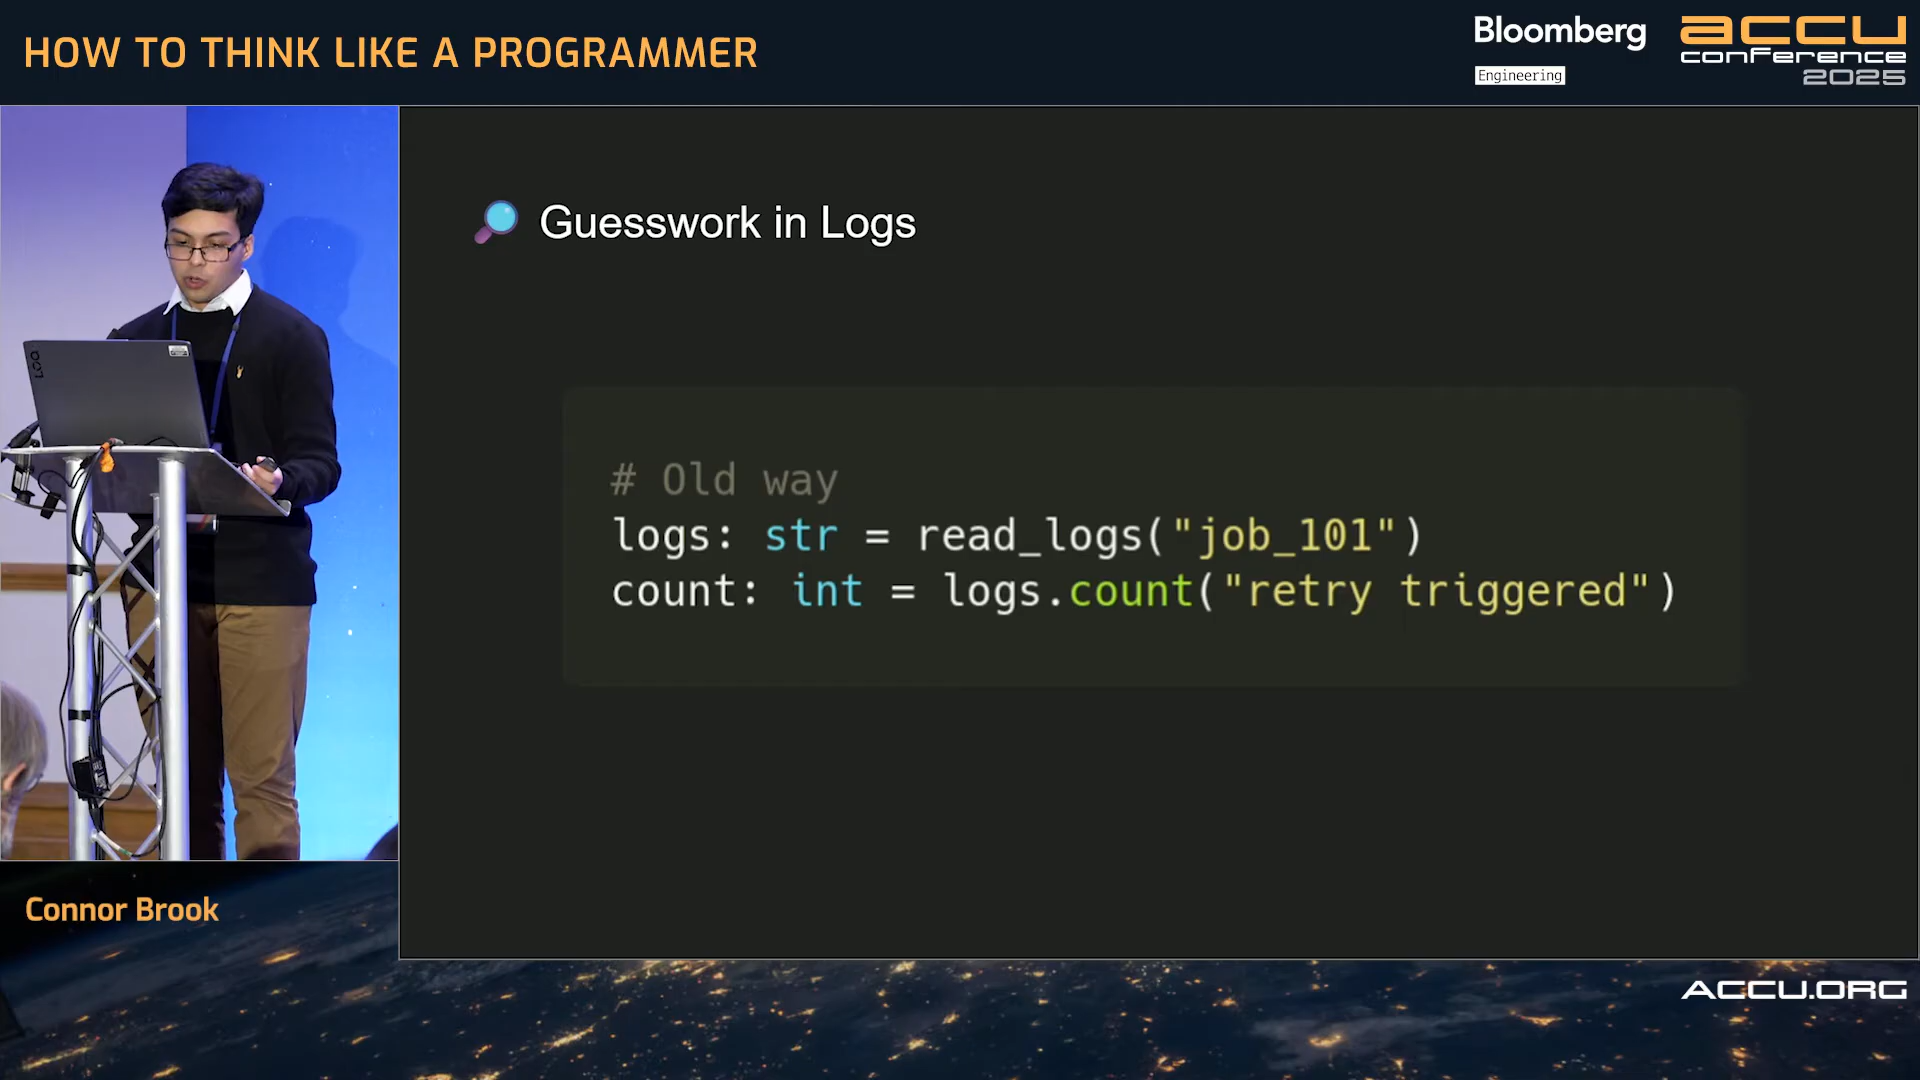 HOW TO THINK LIKE A PROGRAMMER
Bloomberg
Engineering
accu
conference
2025
Guesswork in Logs
# Old way
logs: str = read_logs("job_101")
count: int = logs.count("retry triggered")
LOQ
Connor Brook
ACCU.ORG